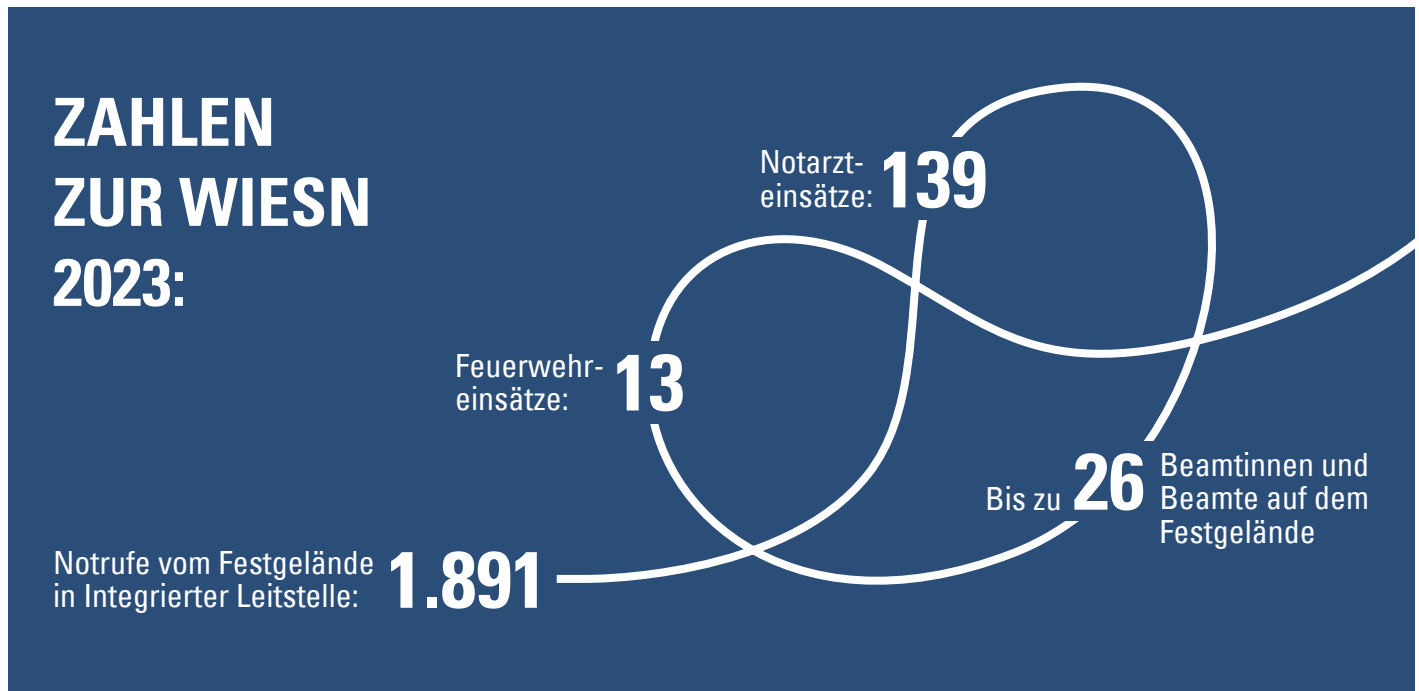 ZAHLEN
ZUR WIESN
2023:
Notarzt-
einsätze: 139
Feuerwehr-
einsätze: 13
Bis zu 26 Beamtinnen und
Beamte auf dem
Festgelände
Notrufe vom Festgelände
in Integrierter Leitstelle: 1.891